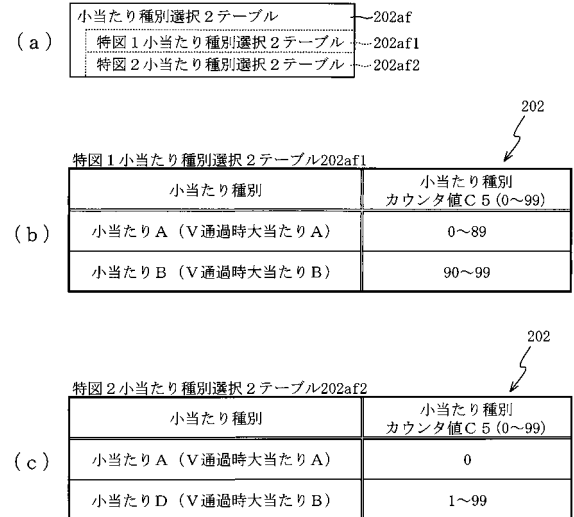 (a)
小当たり種別選択2テーブル 202af
特図1小当たり種別選択2テーブル 202af1
特図2小当たり種別選択2テーブル 202af2
202
特図1小当たり種別選択2テーブル202af1
(b)
小当たり種別
小当たり種別
カウンタ値C5(0～99)
小当たりA(V通過時大当たりA) 0～89
小当たりB(V通過時大当たりB) 90～99
202
特図2小当たり種別選択2テーブル202af2
(c)
小当たり種別
小当たり種別
カウンタ値C5(0～99)
小当たりA(V通過時大当たりA) 0
小当たりD(V通過時大当たりB) 1～99